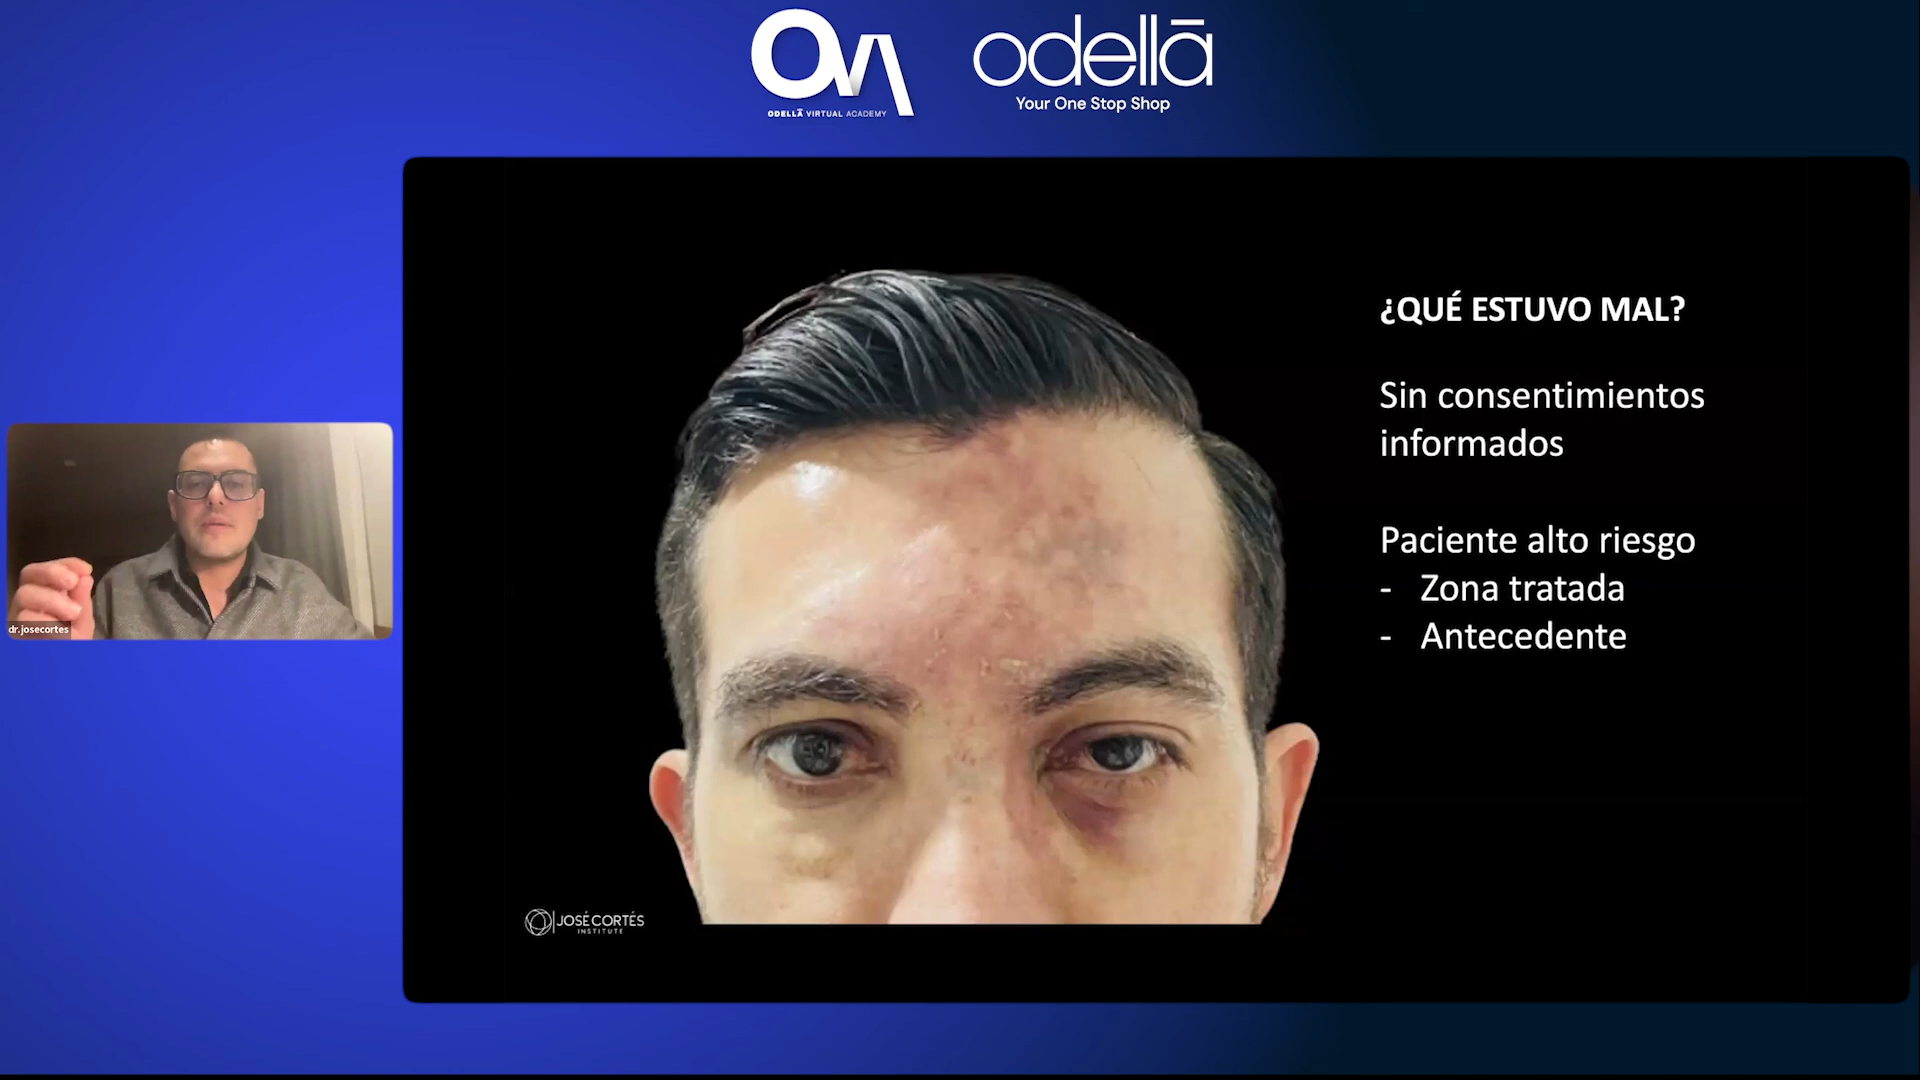 OVA
ODELLĀ VIRTUAL ACADEMY
odellā
Your One Stop Shop
¿QUÉ ESTUVO MAL?
Sin consentimientos
informados
Paciente alto riesgo
- Zona tratada
- Antecedente
dr.josecortes
JOSÉ CORTÉS
INSTITUTE